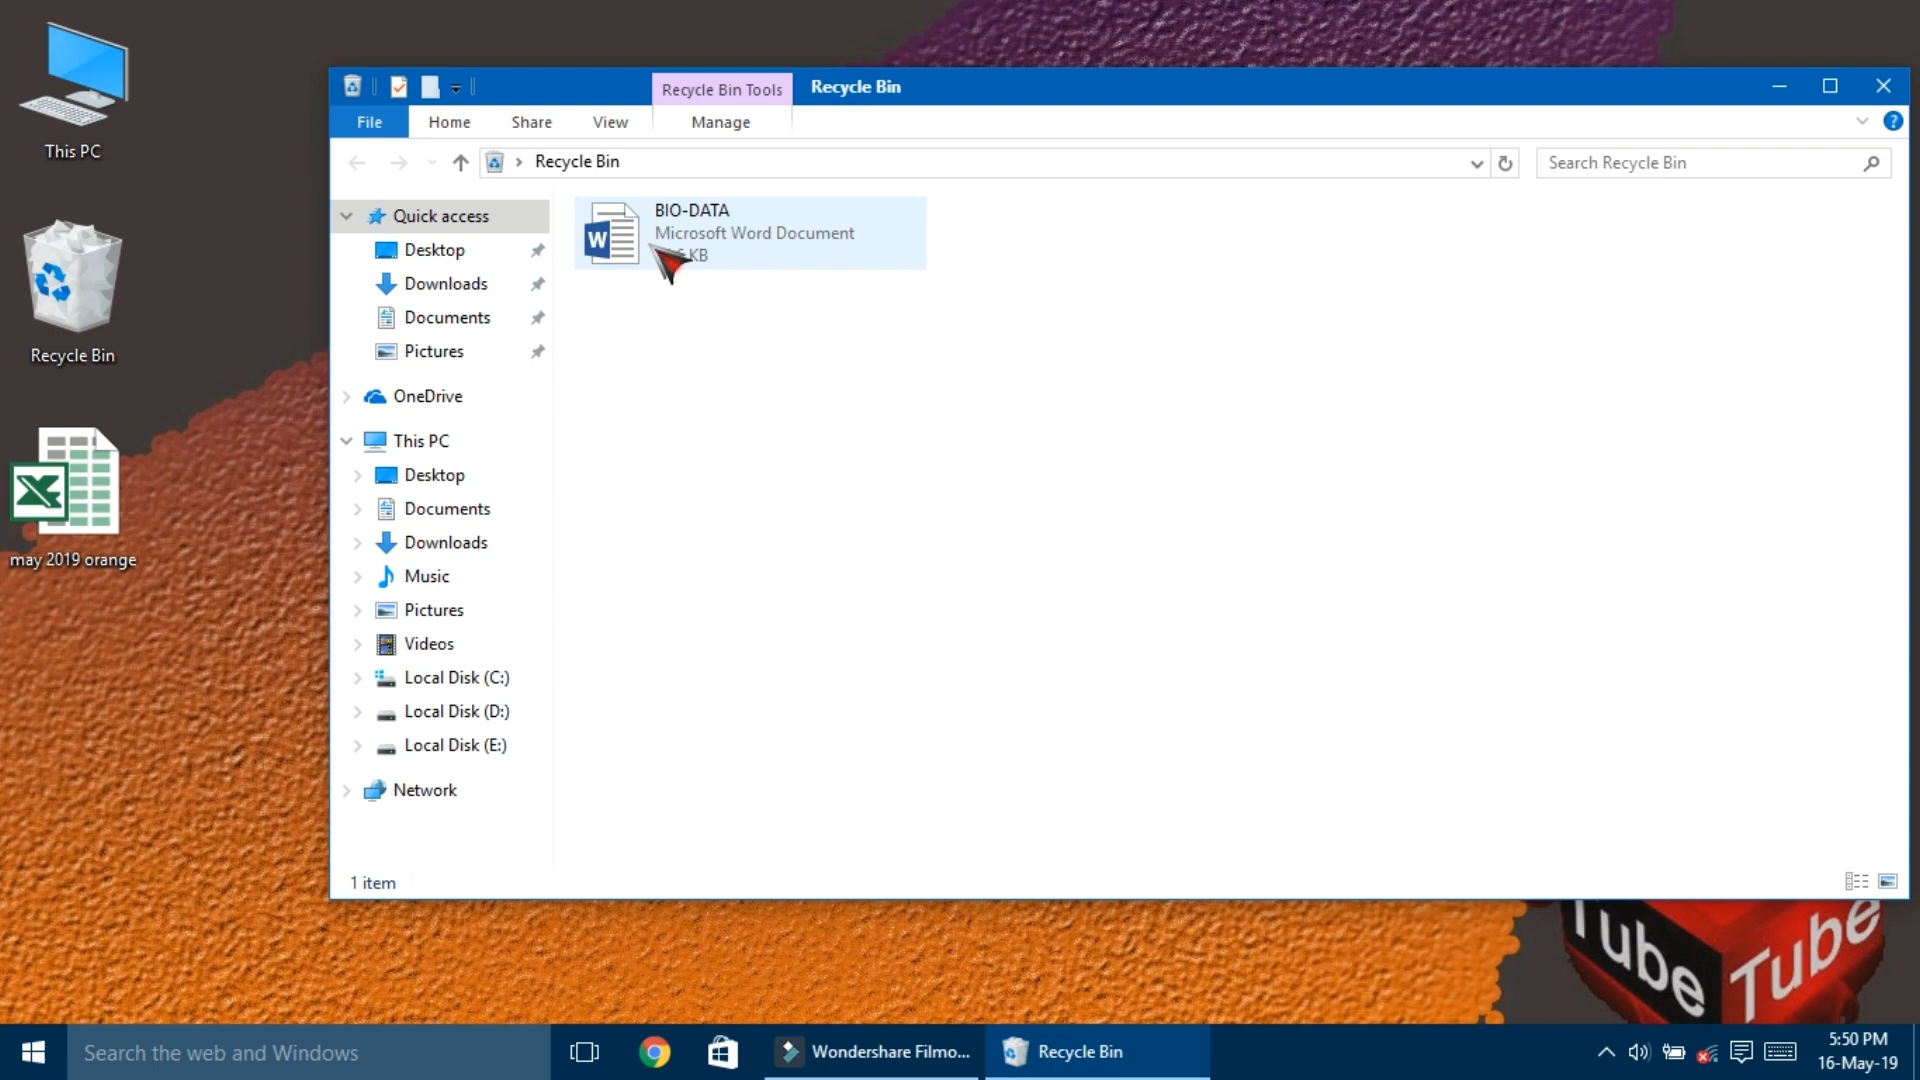 This PC
Recycle Bin
may 2019 orange
Recycle Bin Tools
Recycle Bin
File
Home
Share
View
Manage
Recycle Bin
Search Recycle Bin
Quick access
Desktop
Downloads
Documents
Pictures
OneDrive
This PC
Desktop
Documents
Downloads
Music
Pictures
Videos
Local Disk (C:)
Local Disk (D:)
Local Disk (E:)
Network
BIO-DATA
Microsoft Word Document
KB
1 item
Tube
Tube
Search the web and Windows
Wondershare Filmo...
Recycle Bin
5:50 PM
16-May-19